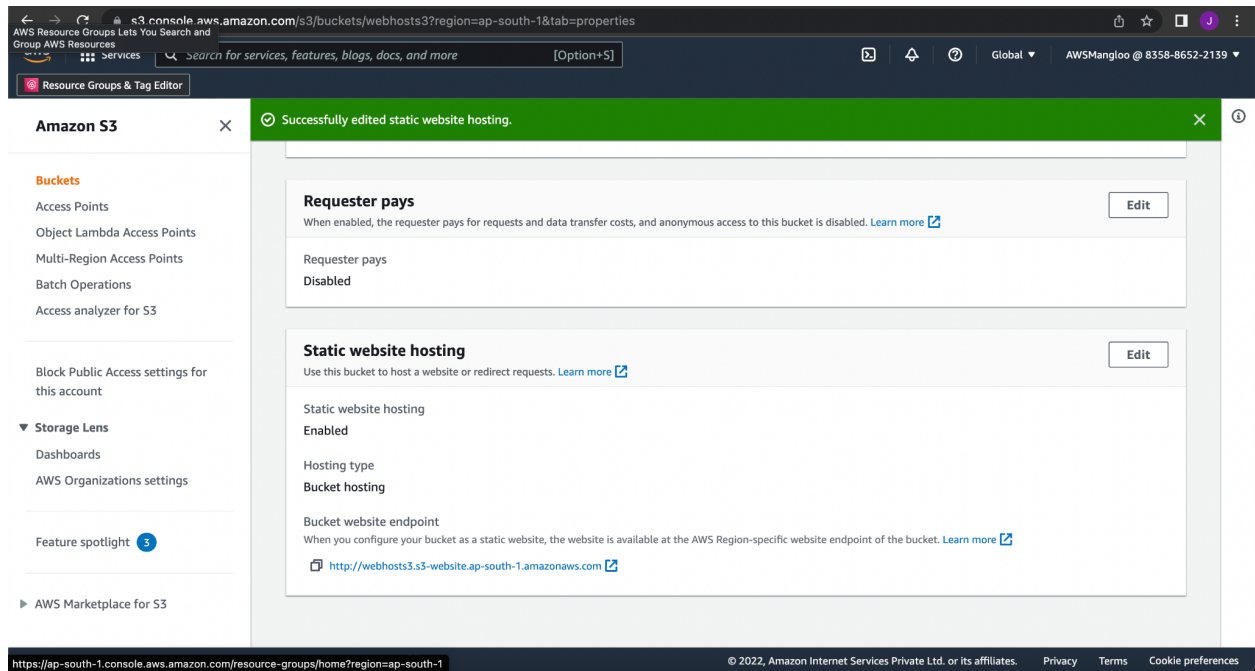 s3.console.aws.amazon.com/s3/buckets/webhosts3?region=ap-south-1&tab=properties
J
AWS Resource Groups Lets You Search and
Group AWS Resources
Services
Search for services, features, blogs, docs, and more
[Option+S]
Global ▼
AWSMangloo @ 8358-8652-2139 ▼
Resource Groups & Tag Editor
Amazon S3
Successfully edited static website hosting.
Buckets
Access Points
Object Lambda Access Points
Multi-Region Access Points
Batch Operations
Access analyzer for S3
Block Public Access settings for
this account
▼ Storage Lens
Dashboards
AWS Organizations settings
Feature spotlight 3
▶ AWS Marketplace for S3
Requester pays
Edit
When enabled, the requester pays for requests and data transfer costs, and anonymous access to this bucket is disabled. Learn more
Requester pays
Disabled
Static website hosting
Edit
Use this bucket to host a website or redirect requests. Learn more
Static website hosting
Enabled
Hosting type
Bucket hosting
Bucket website endpoint
When you configure your bucket as a static website, the website is available at the AWS Region-specific website endpoint of the bucket. Learn more
http://webhosts3.s3-website.ap-south-1.amazonaws.com
https://ap-south-1.console.aws.amazon.com/resource-groups/home?region=ap-south-1
© 2022, Amazon Internet Services Private Ltd. or its affiliates.
Privacy
Terms
Cookie preferences